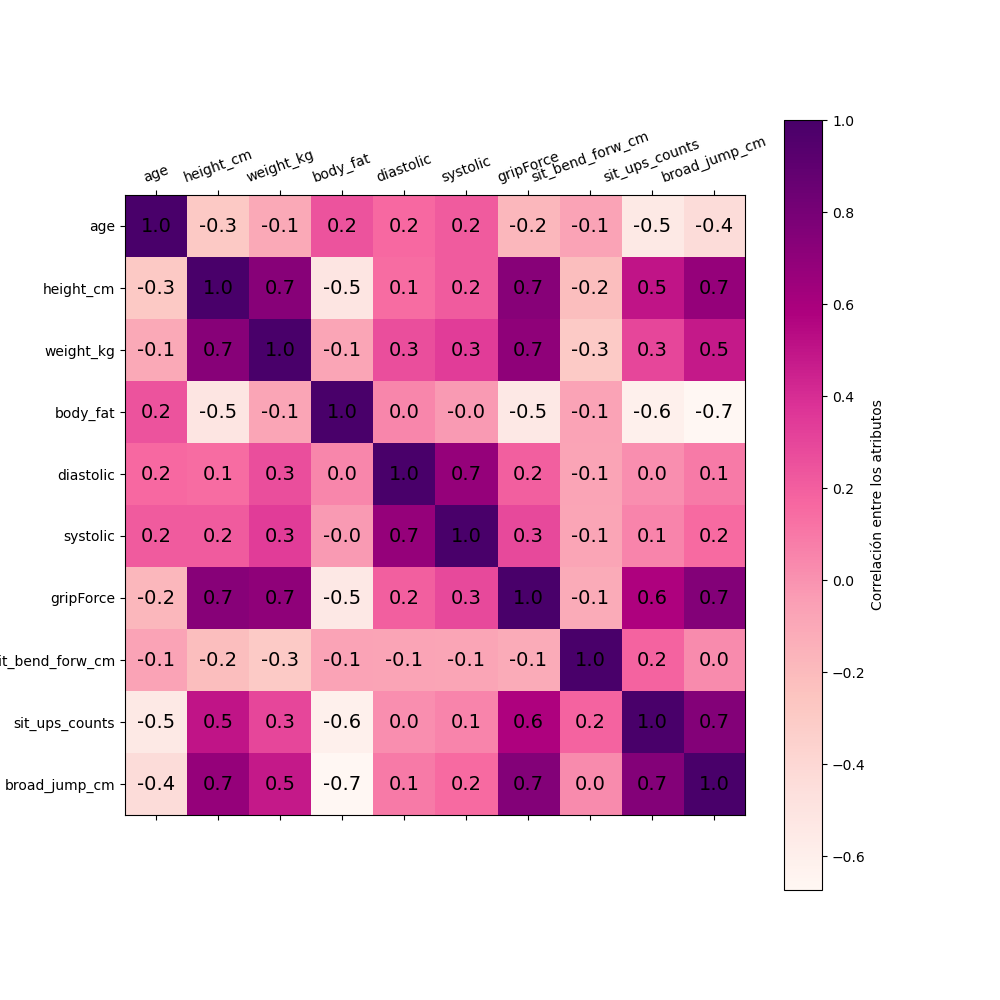 age height_cm weight_kg body_fat diastolic systolic gripForce sit_bend_forw_cm sit_ups_counts broad_jump_cm
age 1.0 -0.3 -0.1 0.2 0.2 0.2 -0.2 -0.1 -0.5 -0.4
height_cm -0.3 1.0 0.7 -0.5 0.1 0.2 0.7 -0.2 0.5 0.7
weight_kg -0.1 0.7 1.0 -0.1 0.3 0.3 0.7 -0.3 0.3 0.5
body_fat 0.2 -0.5 -0.1 1.0 0.0 -0.0 -0.5 -0.1 -0.6 -0.7
diastolic 0.2 0.1 0.3 0.0 1.0 0.7 0.2 -0.1 0.0 0.1
systolic 0.2 0.2 0.3 -0.0 0.7 1.0 0.3 -0.1 0.1 0.2
gripForce -0.2 0.7 0.7 -0.5 0.2 0.3 1.0 -0.1 0.6 0.7
it_bend_forw_cm -0.1 -0.2 -0.3 -0.1 -0.1 -0.1 -0.1 1.0 0.2 0.0
sit_ups_counts -0.5 0.5 0.3 -0.6 0.0 0.1 0.6 0.2 1.0 0.7
broad_jump_cm -0.4 0.7 0.5 -0.7 0.1 0.2 0.7 0.0 0.7 1.0
1.0
0.8
0.6
0.4
0.2
0.0
−0.2
−0.4
−0.6
Correlación entre los atributos